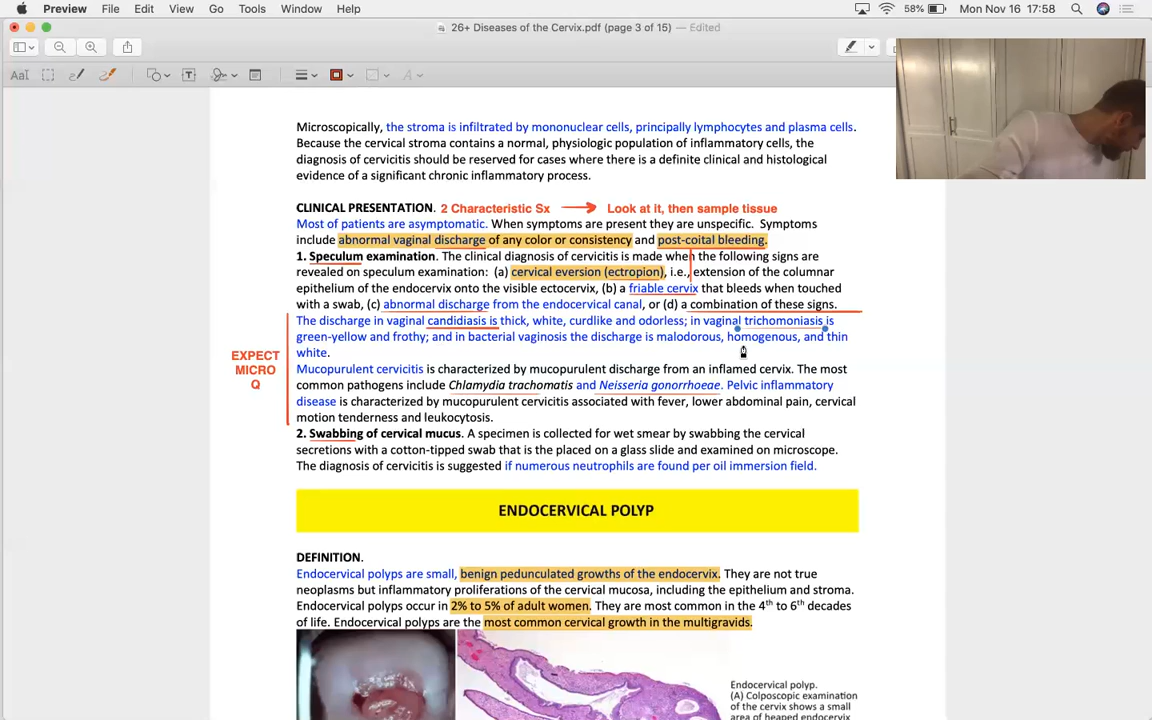 Preview File Edit View Go Tools Window Help 58% Mon Nov 16 17:58
26+ Diseases of the Cervix.pdf (page 3 of 15) — Edited
Microscopically, the stroma is infiltrated by mononuclear cells, principally lymphocytes and plasma cells.
Because the cervical stroma contains a normal, physiologic population of inflammatory cells, the
diagnosis of cervicitis should be reserved for cases where there is a definite clinical and histological
evidence of a significant chronic inflammatory process.
CLINICAL PRESENTATION. 2 Characteristic Sx → Look at it, then sample tissue
Most of patients are asymptomatic. When symptoms are present they are unspecific. Symptoms
include abnormal vaginal discharge of any color or consistency and post-coital bleeding.
1. Speculum examination. The clinical diagnosis of cervicitis is made when the following signs are
revealed on speculum examination: (a) cervical eversion (ectropion), i.e., extension of the columnar
epithelium of the endocervix onto the visible ectocervix, (b) a friable cervix that bleeds when touched
with a swab, (c) abnormal discharge from the endocervical canal, or (d) a combination of these signs.
The discharge in vaginal candidiasis is thick, white, curdlike and odorless; in vaginal trichomoniasis is
green-yellow and frothy; and in bacterial vaginosis the discharge is malodorous, homogenous, and thin
white.
EXPECT
MICRO
Q
Mucopurulent cervicitis is characterized by mucopurulent discharge from an inflamed cervix. The most
common pathogens include Chlamydia trachomatis and Neisseria gonorrhoeae. Pelvic inflammatory
disease is characterized by mucopurulent cervicitis associated with fever, lower abdominal pain, cervical
motion tenderness and leukocytosis.
2. Swabbing of cervical mucus. A specimen is collected for wet smear by swabbing the cervical
secretions with a cotton-tipped swab that is the placed on a glass slide and examined on microscope.
The diagnosis of cervicitis is suggested if numerous neutrophils are found per oil immersion field.
ENDOCERVICAL POLYP
DEFINITION.
Endocervical polyps are small, benign pedunculated growths of the endocervix. They are not true
neoplasms but inflammatory proliferations of the cervical mucosa, including the epithelium and stroma.
Endocervical polyps occur in 2% to 5% of adult women. They are most common in the 4th to 6th decades
of life. Endocervical polyps are the most common cervical growth in the multigravids.
Endocervical polyp.
(A) Colposcopic examination
of the cervix shows a small
area of heaped endocervix